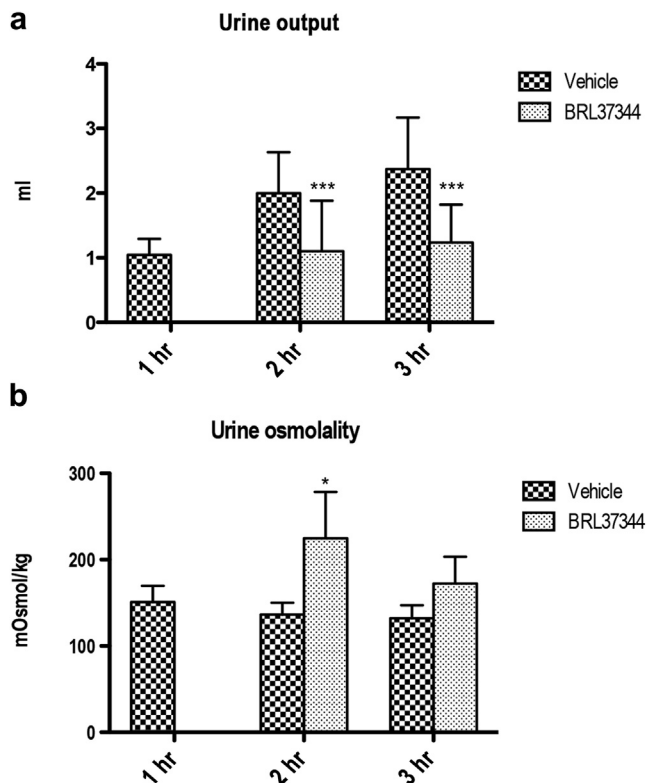 a
Urine output
4
3
2
1
0
ml
*** ***
Vehicle
BRL37344
1 hr 2 hr 3 hr
b
Urine osmolality
300
200
100
0
mOsmol/kg
*
Vehicle
BRL37344
1 hr 2 hr 3 hr